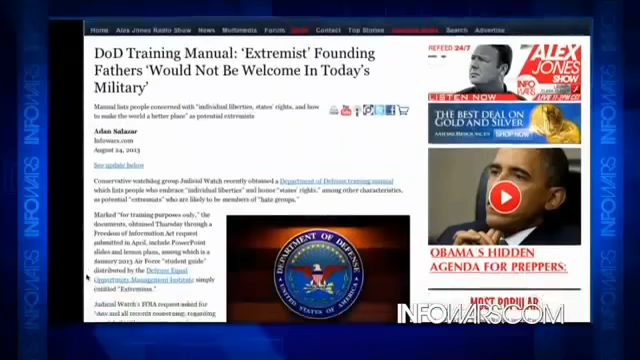 Home Alex Jones Radio Show News Multimedia Forum Contact Top Stories Search Advertise
DoD Training Manual: 'Extremist' Founding
Fathers 'Would Not Be Welcome In Today's
Military'
Manual lists people concerned with "individual liberties, states' rights, and how
to make the world a better place" as potential extremists
Adan Salazar
Infowars.com
August 24, 2013
See update below
Conservative watchdog group Judicial Watch recently obtained a Department of Defense training manual
which lists people who embrace "individual liberties" and honor "states' rights," among other characteristics,
as potential "extremists" who are likely to be members of "hate groups."
Marked "for training purposes only," the
documents, obtained Thursday through a
Freedom of Information Act request
submitted in April, include PowerPoint
slides and lesson plans, among which is a
January 2013 Air Force "student guide"
distributed by the Defense Equal
Opportunity Management Institute simply
entitled "Extremism."
Judicial Watch's FOIA request asked for
DEPARTMENT OF DEFENSE
UNITED STATES OF AMERICA
REFEED 24/7
ALEX
JONES
SHOW
INFO
WARS
.COM
LISTEN NOW
THE BEST DEAL ON
GOLD AND SILVER
SHOP NOW
OBAMA'S HIDDEN
AGENDA FOR PREPPERS:
MOST POPULAR
INFOWARS.COM
INFOWARS
INFOWARS